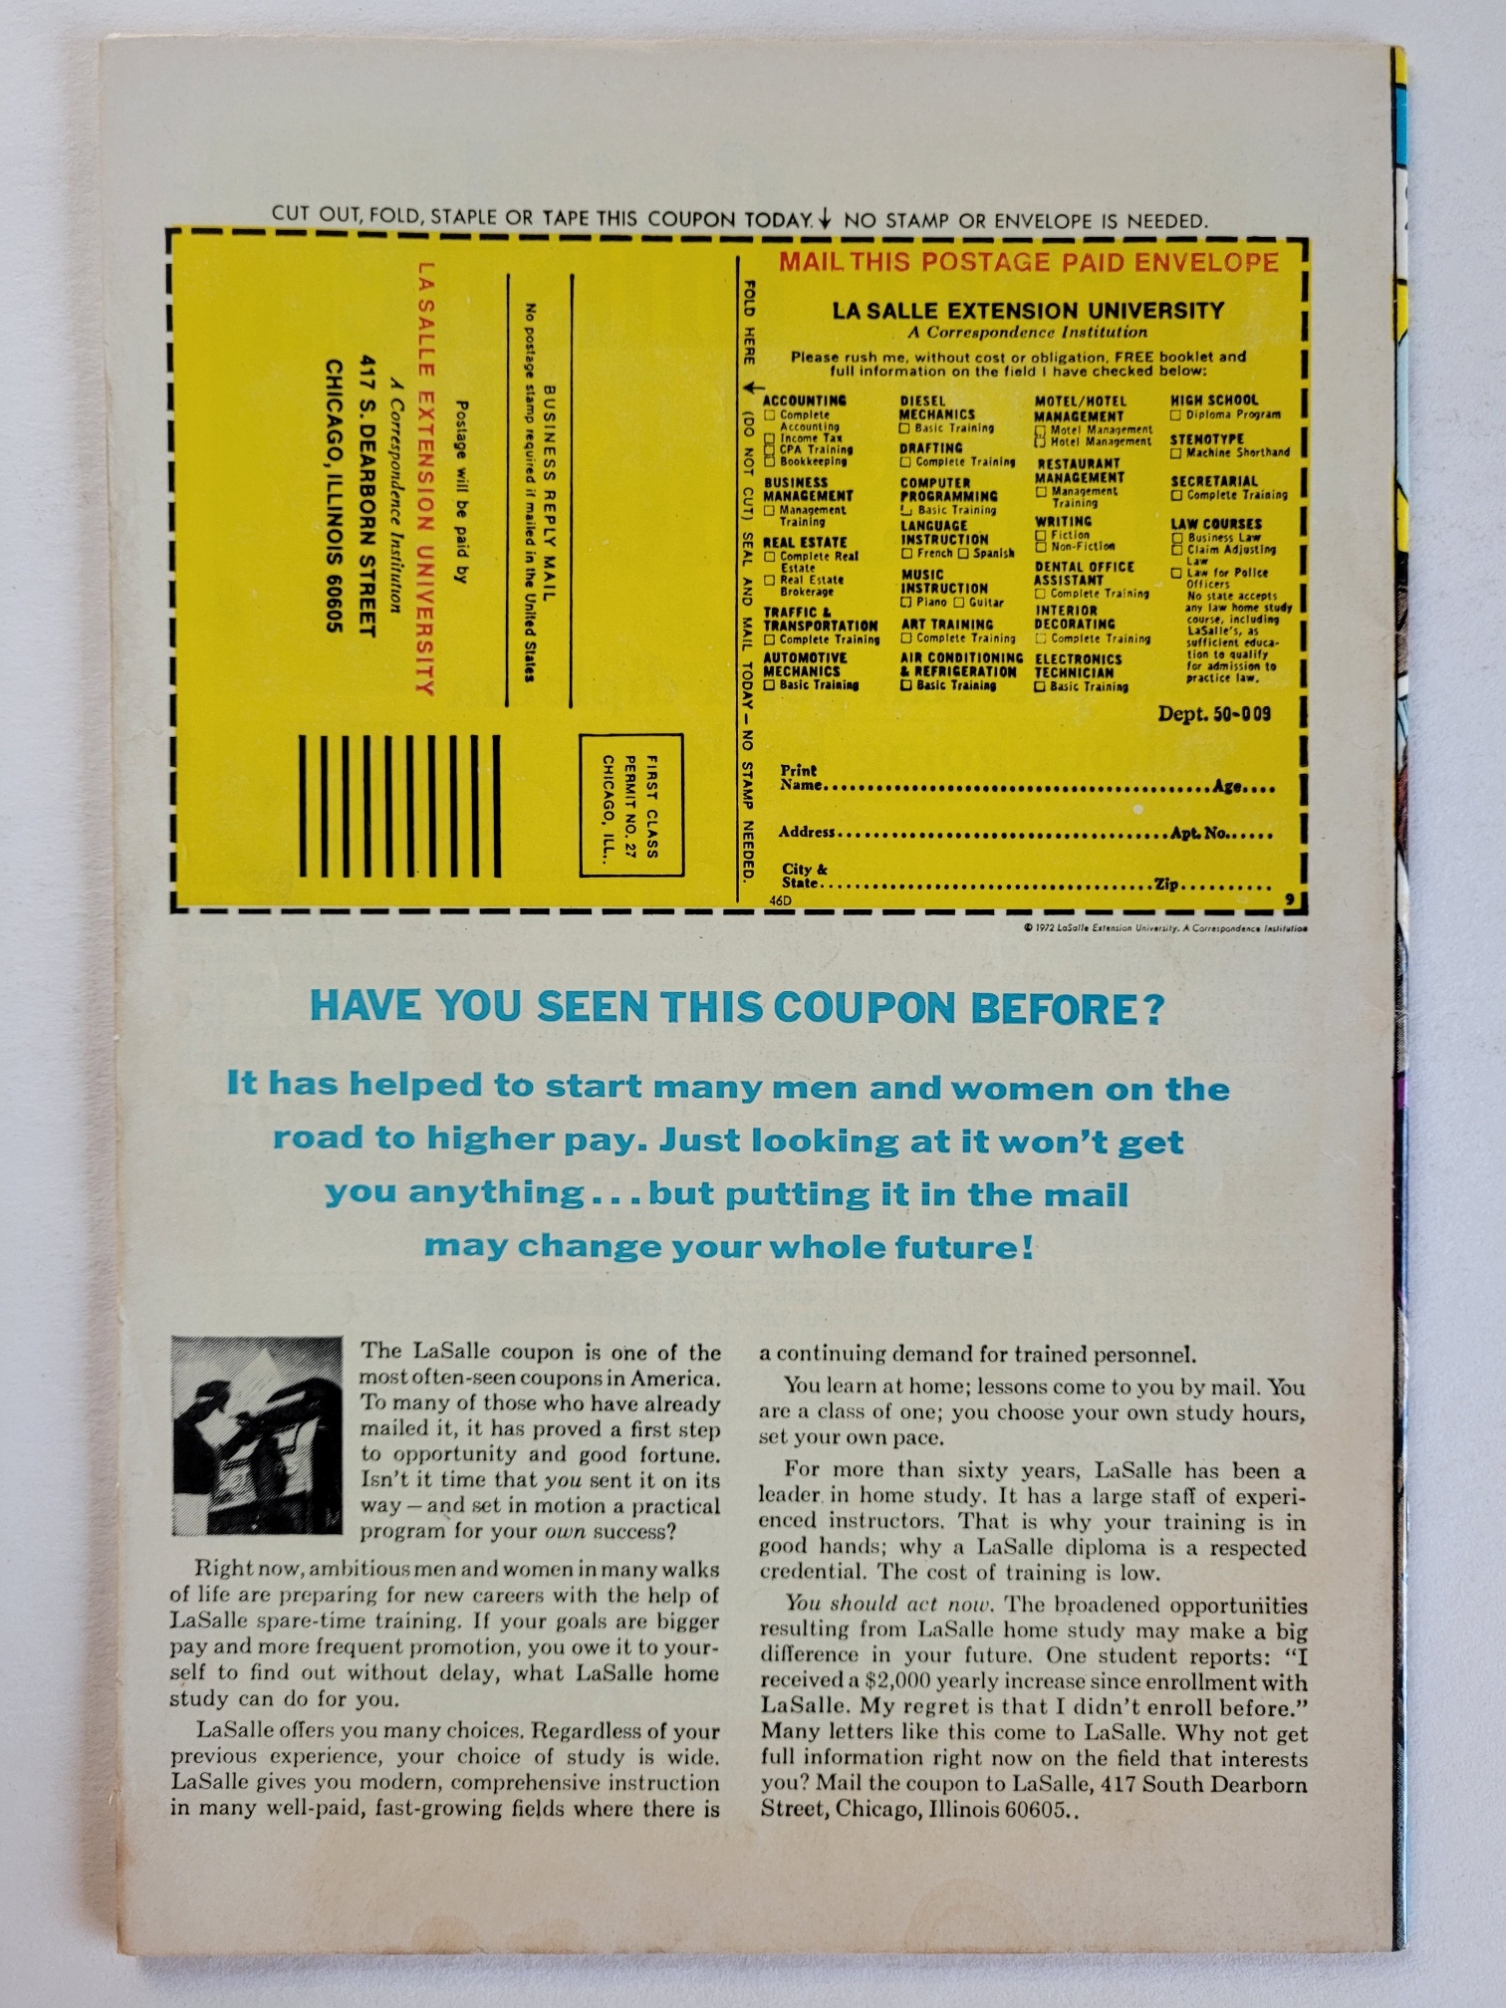 CUT OUT, FOLD, STAPLE OR TAPE THIS COUPON TODAY.↓ NO STAMP OR ENVELOPE IS NEEDED.
BUSINESS REPLY MAIL
No postage stamp required if mailed in the United States
Postage will be paid by
LA SALLE EXTENSION UNIVERSITY
A Correspondence Institution
417 S. DEARBORN STREET
CHICAGO, ILLINOIS 60605
FIRST CLASS
PERMIT NO. 27
CHICAGO, ILL..
FOLD HERE ↓ (DO NOT CUT) SEAL AND MAIL TODAY — NO STAMP NEEDED.
MAIL THIS POSTAGE PAID ENVELOPE
LA SALLE EXTENSION UNIVERSITY
A Correspondence Institution
Please rush me, without cost or obligation, FREE booklet and
full information on the field I have checked below:
ACCOUNTING
☐ Complete
Accounting
☐ Income Tax
☐ CPA Training
☐ Bookkeeping
BUSINESS
MANAGEMENT
☐ Management
Training
REAL ESTATE
☐ Complete Real
Estate
☐ Real Estate
Brokerage
TRAFFIC &
TRANSPORTATION
☐ Complete Training
AUTOMOTIVE
MECHANICS
☐ Basic Training
DIESEL
MECHANICS
☐ Basic Training
DRAFTING
☐ Complete Training
COMPUTER
PROGRAMMING
☐ Basic Training
LANGUAGE
INSTRUCTION
☐ French ☐ Spanish
MUSIC
INSTRUCTION
☐ Piano ☐ Guitar
ART TRAINING
☐ Complete Training
AIR CONDITIONING
& REFRIGERATION
☐ Basic Training
MOTEL/HOTEL
MANAGEMENT
☐ Motel Management
☐ Hotel Management
RESTAURANT
MANAGEMENT
☐ Management
Training
WRITING
☐ Fiction
☐ Non-Fiction
DENTAL OFFICE
ASSISTANT
☐ Complete Training
INTERIOR
DECORATING
☐ Complete Training
ELECTRONICS
TECHNICIAN
☐ Basic Training
HIGH SCHOOL
☐ Diploma Program
STENOTYPE
☐ Machine Shorthand
SECRETARIAL
☐ Complete Training
LAW COURSES
☐ Business Law
☐ Claim Adjusting
Law
☐ Law for Police
Officers
No state accepts
any law home study
course, including
LaSalle's, as
sufficient educa-
tion to qualify
for admission to
practice law.
Dept. 50-009
Print
Name.....Age....
Address.....Apt. No......
City &
State.....Zip..........
46D 9
© 1972 LaSalle Extension University, A Correspondence Institution
HAVE YOU SEEN THIS COUPON BEFORE?
It has helped to start many men and women on the
road to higher pay. Just looking at it won't get
you anything...but putting it in the mail
may change your whole future!
The LaSalle coupon is one of the
most often-seen coupons in America.
To many of those who have already
mailed it, it has proved a first step
to opportunity and good fortune.
Isn't it time that you sent it on its
way — and set in motion a practical
program for your own success?
Right now, ambitious men and women in many walks
of life are preparing for new careers with the help of
LaSalle spare-time training. If your goals are bigger
pay and more frequent promotion, you owe it to your-
self to find out without delay, what LaSalle home
study can do for you.
LaSalle offers you many choices. Regardless of your
previous experience, your choice of study is wide.
LaSalle gives you modern, comprehensive instruction
in many well-paid, fast-growing fields where there is
a continuing demand for trained personnel.
You learn at home; lessons come to you by mail. You
are a class of one; you choose your own study hours,
set your own pace.
For more than sixty years, LaSalle has been a
leader in home study. It has a large staff of experi-
enced instructors. That is why your training is in
good hands; why a LaSalle diploma is a respected
credential. The cost of training is low.
You should act now. The broadened opportunities
resulting from LaSalle home study may make a big
difference in your future. One student reports: "I
received a $2,000 yearly increase since enrollment with
LaSalle. My regret is that I didn't enroll before."
Many letters like this come to LaSalle. Why not get
full information right now on the field that interests
you? Mail the coupon to LaSalle, 417 South Dearborn
Street, Chicago, Illinois 60605..